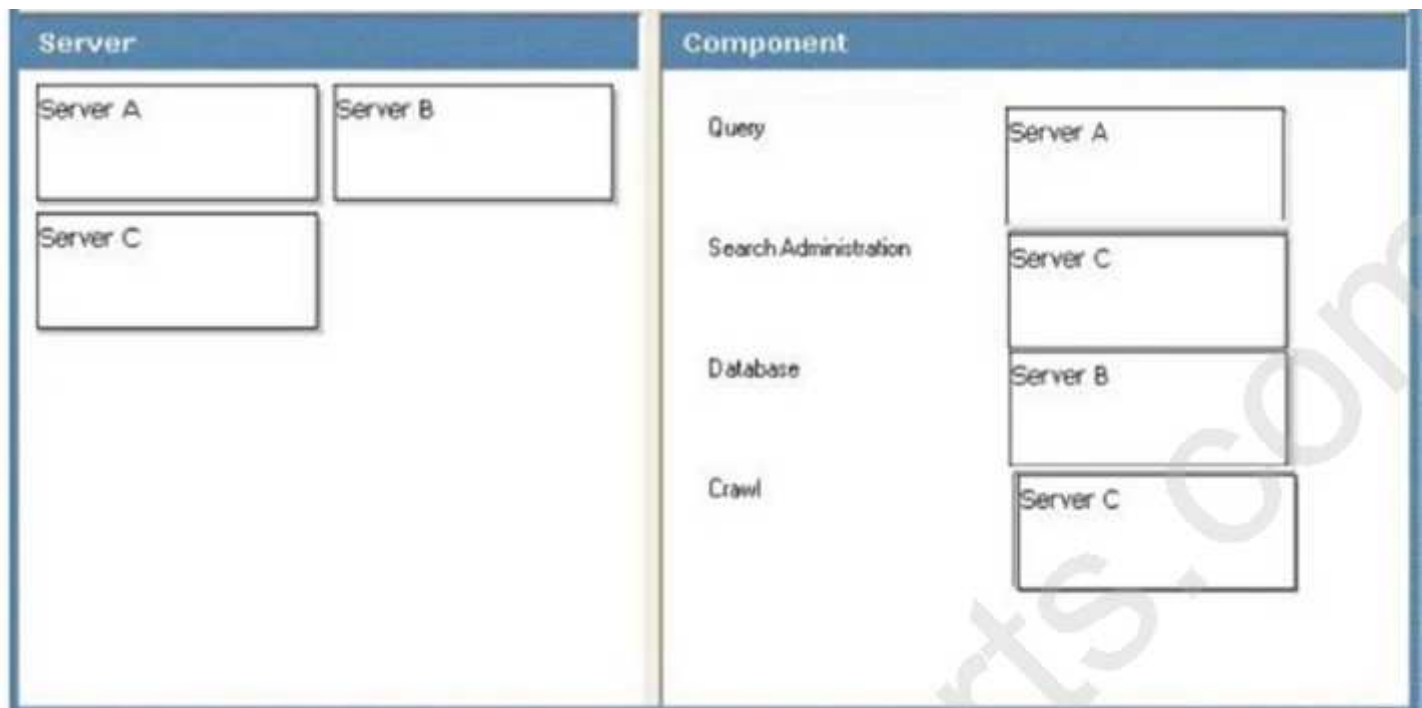 Server
Server A
Server B
Server C
Component
Query
Server A
Search Administration
Server C
Database
Server B
Crawl
Server C